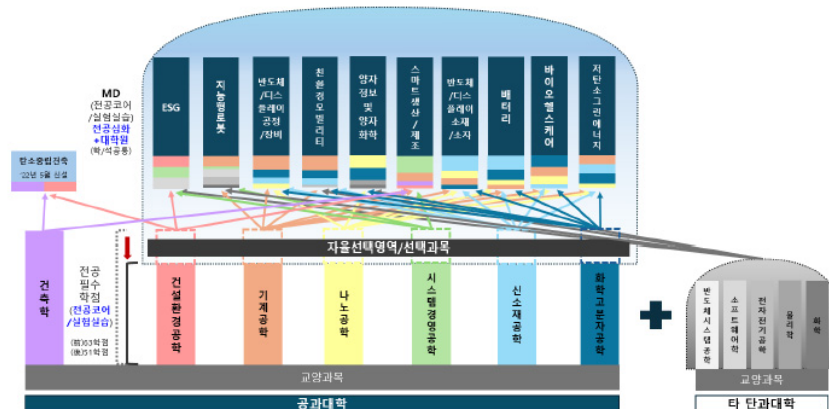 MD
(전공코어
/실험실습)
전공심화
+대학원
(학/석공통)
ESG
지능형로봇
반도체
/디스
플레이
공정
/장비
친환경모빌리티
양자
정보
및
양자
화학
스마트생산/제조
반도체
/디스
플레이
소재
/소자
배터리
바이오헬스케어
저탄소그린에너지
탄소중립건축
'22년 9월 신설
자율선택영역/선택과목
전공
필수
학점
(전공코어
/실험실습)
(前)63학점
(後)51학점
건축학
건설환경공학
기계공학
나노공학
시스템경영공학
신소재공학
화학고분자공학
반도체시스템공학
소프트웨어학
전자전기공학
물리학
화학
교양과목
교양과목
공과대학
타 단과대학